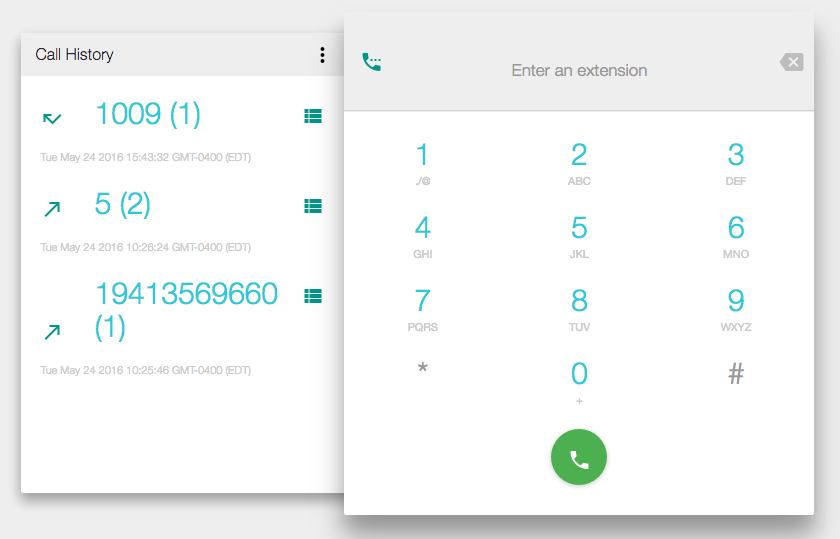 Call History
1009 (1)
Tue May 24 2016 15:43:32 GMT-0400 (EDT)
5 (2)
Tue May 24 2016 10:26:24 GMT-0400 (EDT)
19413569660
(1)
Tue May 24 2016 10:25:46 GMT-0400 (EDT)
Enter an extension
1 2 3
./@ ABC DEF
4 5 6
GHI JKL MNO
7 8 9
PQRS TUV WXYZ
* 0 #
+